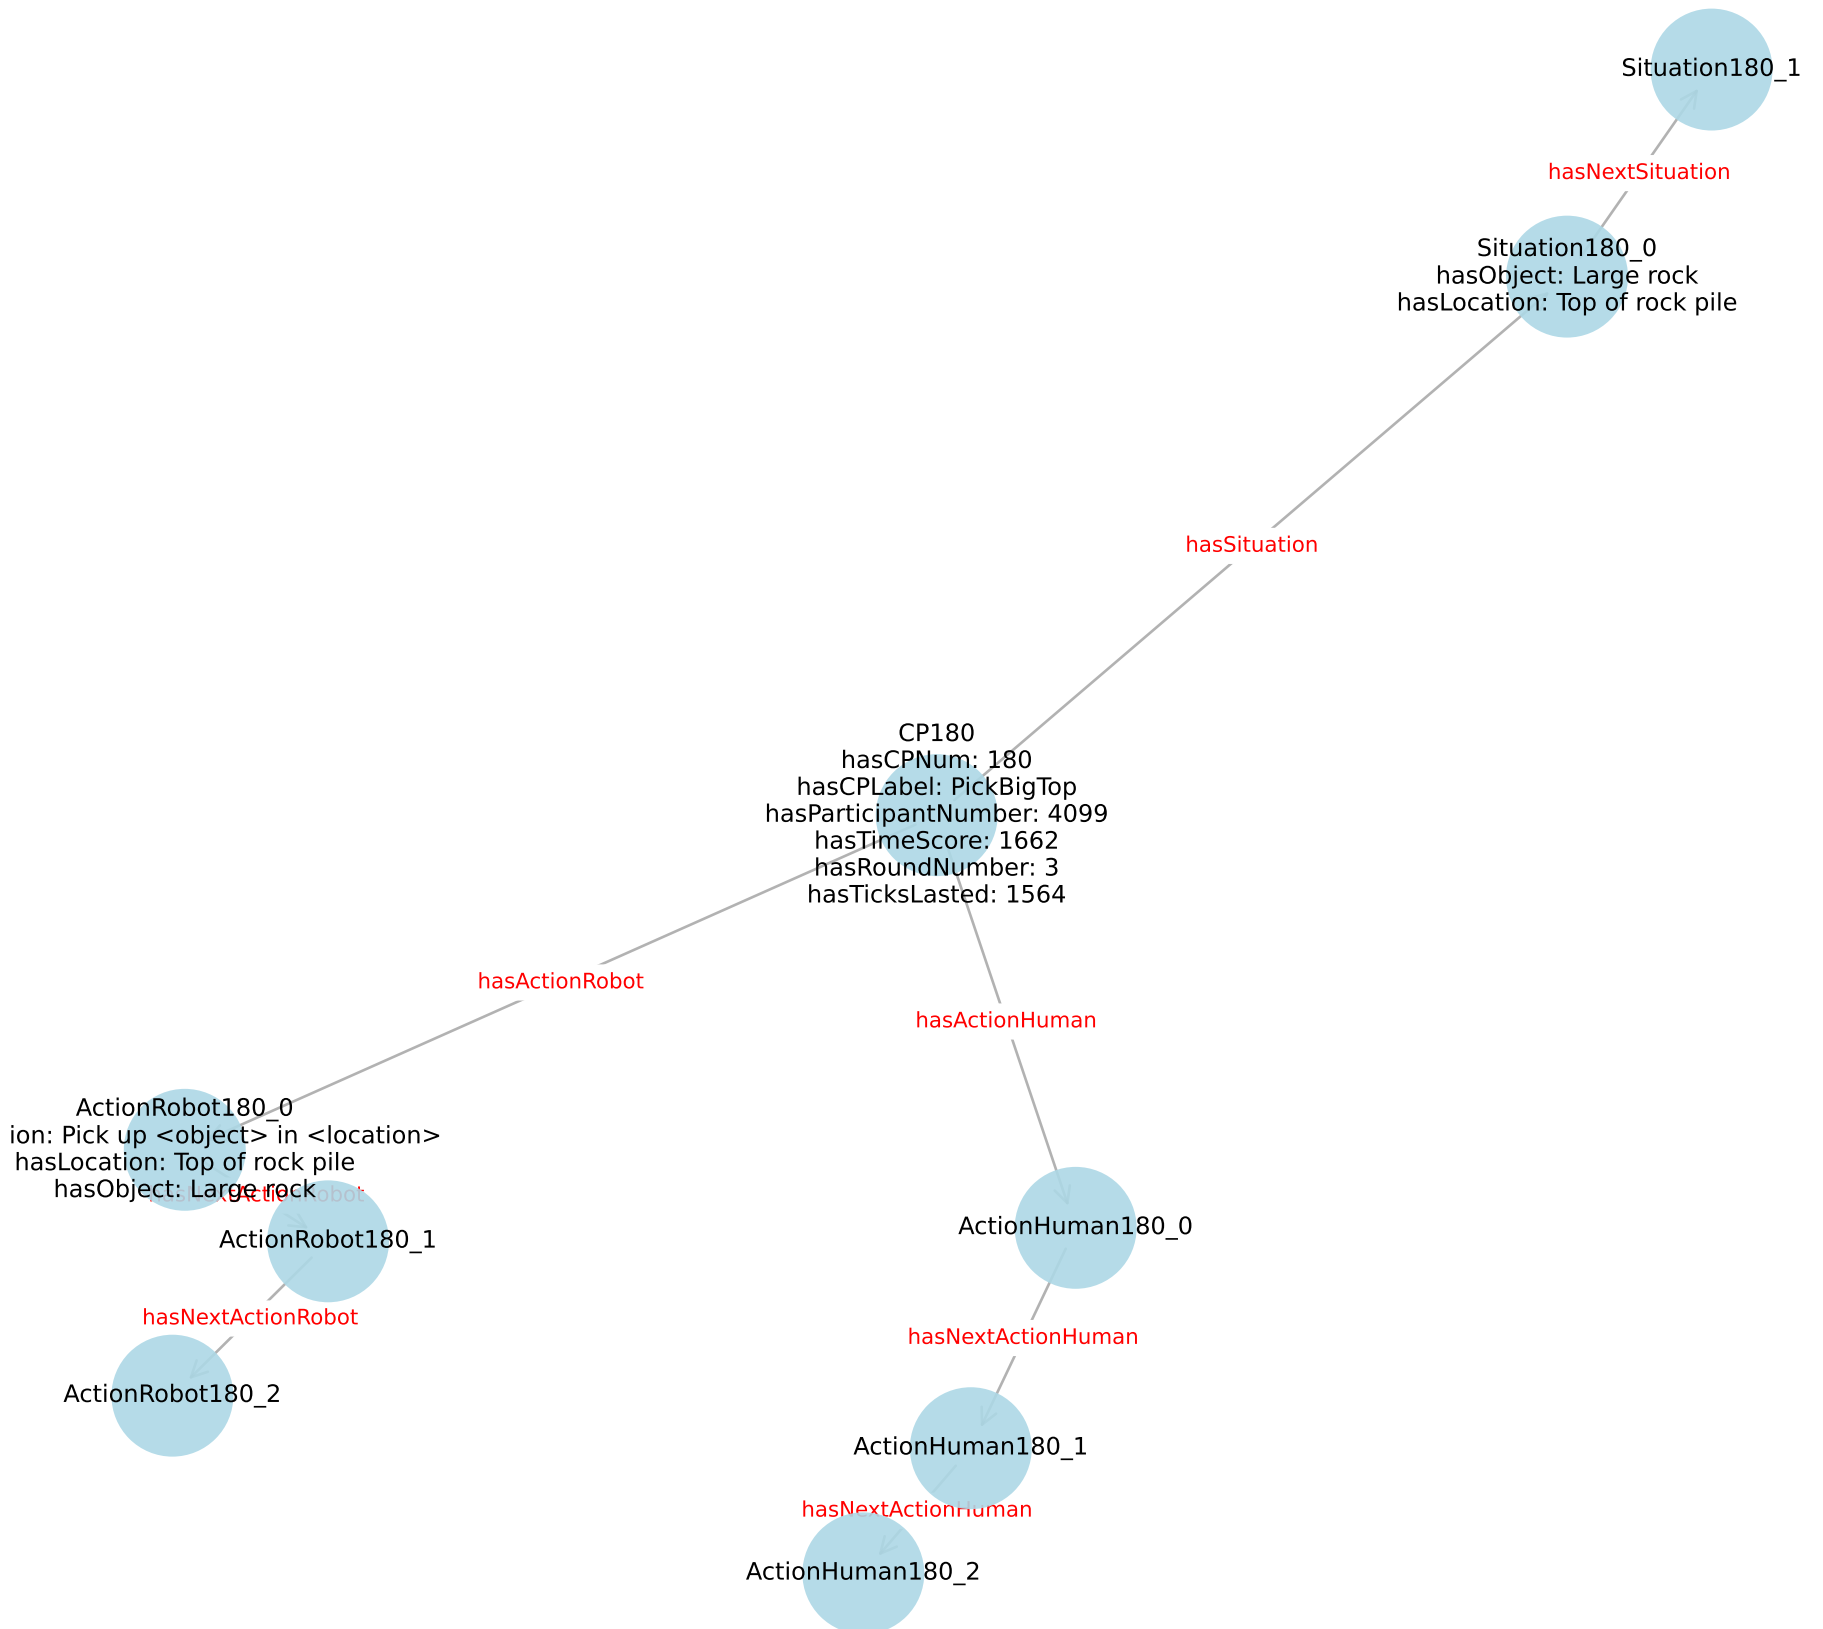 Situation180_1
hasNextSituation
Situation180_0
hasObject: Large rock
hasLocation: Top of rock pile
hasSituation
CP180
hasCPNum: 180
hasCPLabel: PickBigTop
hasParticipantNumber: 4099
hasTimeScore: 1662
hasRoundNumber: 3
hasTicksLasted: 1564
hasActionRobot
hasActionHuman
ActionRobot180_0
ion: Pick up <object> in <location>
hasLocation: Top of rock pile
hasObject: Large rock
hasNextActionRobot
ActionRobot180_1
ActionHuman180_0
hasNextActionRobot
hasNextActionHuman
ActionRobot180_2
ActionHuman180_1
hasNextActionHuman
ActionHuman180_2